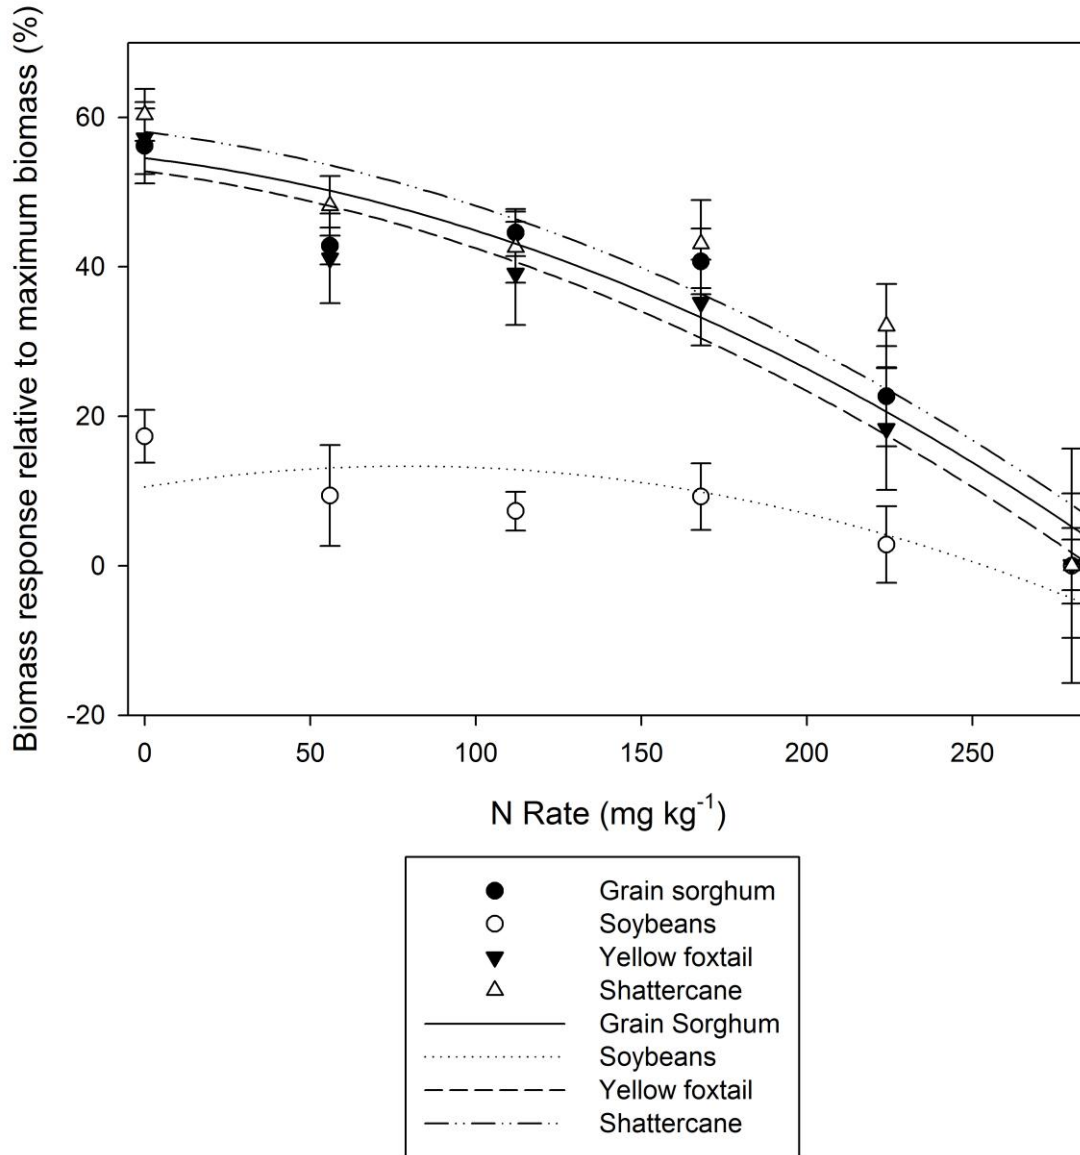 Biomass response relative to maximum biomass (%)
60
40
20
0
-20
0 50 100 150 200 250
N Rate (mg kg⁻¹)
Grain sorghum
Soybeans
Yellow foxtail
Shattercane
Grain Sorghum
Soybeans
Yellow foxtail
Shattercane